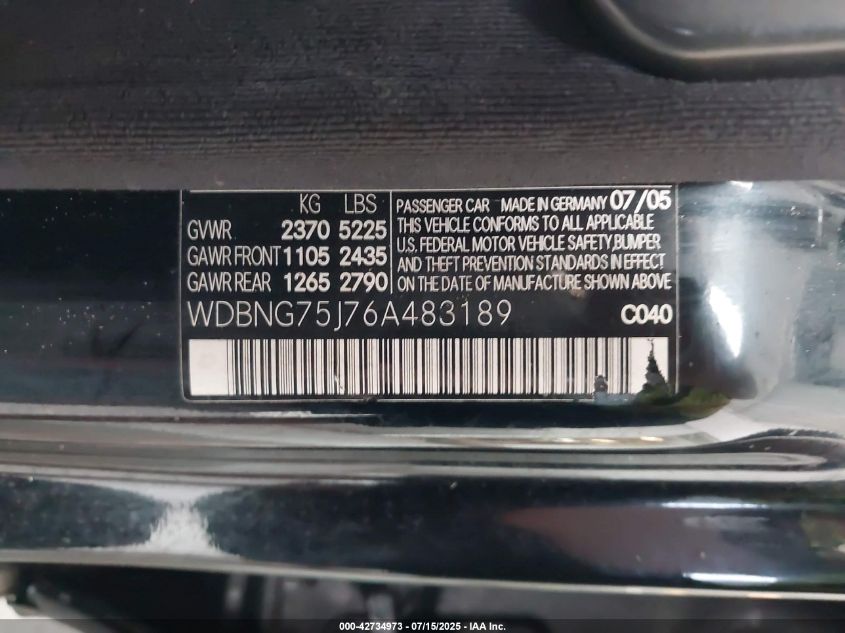 KG LBS
GVWR 2370 5225
GAWR FRONT 1105 2435
GAWR REAR 1265 2790
PASSENGER CAR MADE IN GERMANY 07/05
THIS VEHICLE CONFORMS TO ALL APPLICABLE
U.S. FEDERAL MOTOR VEHICLE SAFETY, BUMPER
AND THEFT PREVENTION STANDARDS IN EFFECT
ON THE DATE OF MANUFACTURE SHOWN ABOVE
WDBNG75J76A483189 C040
000-42734973 - 07/15/2025 - IAA Inc.